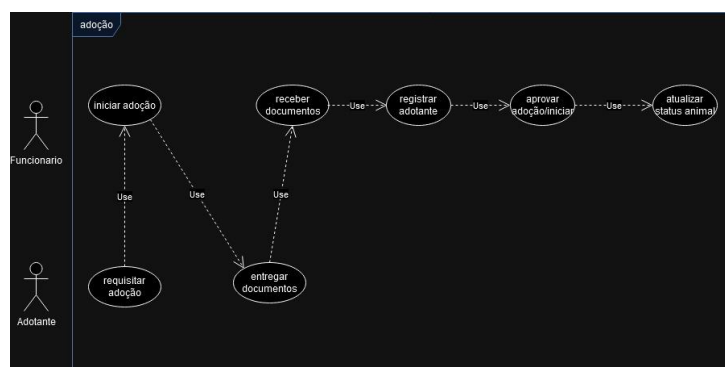 adoção
iniciar adoção
receber
documentos
Use
registrar
adotante
Use
aprovar
adoção/iniciar
Use
atualizar
status animal
Funcionario
Use
Use
Use
requisitar
adoção
entregar
documentos
Adotante